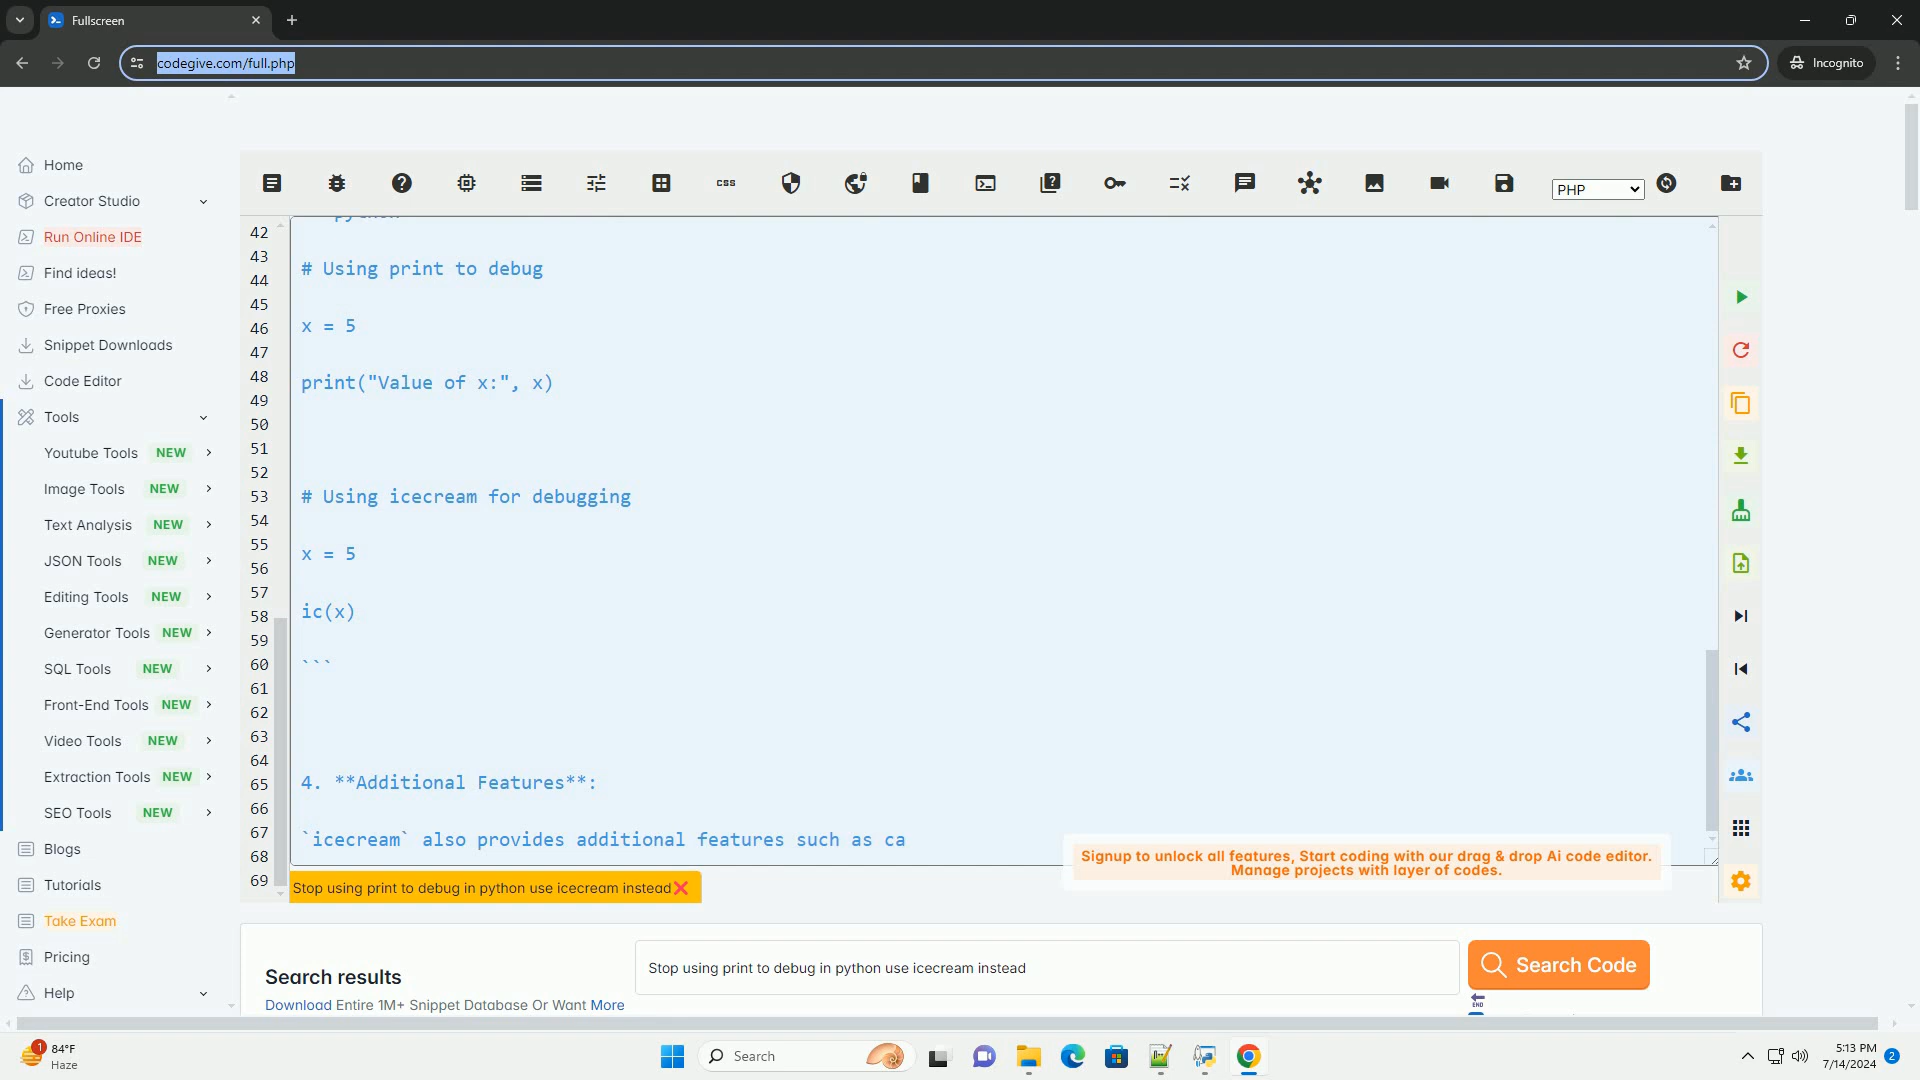 Fullscreen
codegive.com/full.php
Incognito
Home
Creator Studio
Run Online IDE
Find ideas!
Free Proxies
Snippet Downloads
Code Editor
Tools
Youtube Tools NEW
Image Tools NEW
Text Analysis NEW
JSON Tools NEW
Editing Tools NEW
Generator Tools NEW
SQL Tools NEW
Front-End Tools NEW
Video Tools NEW
Extraction Tools NEW
SEO Tools NEW
Blogs
Tutorials
Take Exam
Pricing
Help
css
PHP
42
43
44
45
46
47
48
49
50
51
52
53
54
55
56
57
58
59
60
61
62
63
64
65
66
67
68
69
# Using print to debug
x = 5
print("Value of x:", x)
# Using icecream for debugging
x = 5
ic(x)
```
4. **Additional Features**:
`icecream` also provides additional features such as ca
Signup to unlock all features, Start coding with our drag & drop Ai code editor.
Manage projects with layer of codes.
Stop using print to debug in python use icecream instead❌
Search results
Download Entire 1M+ Snippet Database Or Want More
Stop using print to debug in python use icecream instead
Search Code
END
1
84°F
Haze
Search
5:13 PM
7/14/2024
2